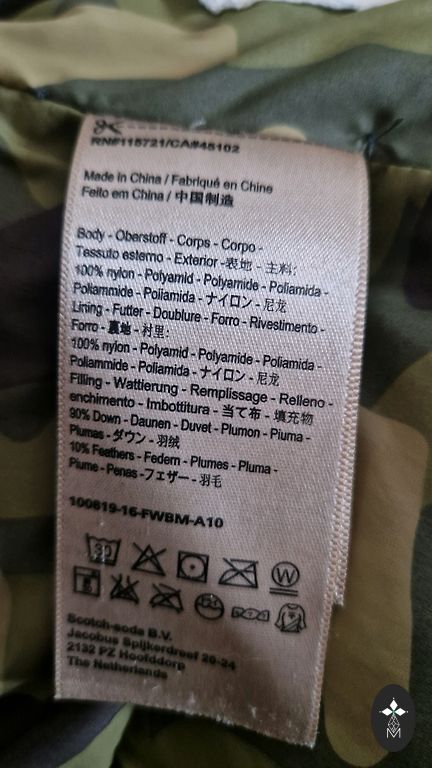 RN#115721/CA#45102
Made in China / Fabriqué en Chine
Feito em China / 中国制造
Body - Oberstoff - Corps - Corpo -
Tessuto esterno - Exterior -表地 - 主料:
100% nylon - Polyamid - Polyamide - Poliamida -
Poliammide - Poliamida - ナイロン - 尼龙
Lining - Futter - Doublure - Forro - Rivestimento -
Forro - 裏地 - 衬里:
100% nylon - Polyamid - Polyamide - Poliamida -
Poliammide - Poliamida - ナイロン - 尼龙
Filling - Wattierung - Remplissage - Relleno -
enchimento - Imbottitura - 当て布 - 填充物
90% Down - Daunen - Duvet - Plumon - Piuma -
Plumas - ダウン - 羽绒
10% Feathers - Federn - Plumes - Pluma -
Piume - Penas -フェザー - 羽毛
100819-16-FWBM-A10
30
W
Scotch-soda B.V.
Jacobus Spijkerdreef 20-24
2132 PZ Hoofddorp
The Netherlands
M